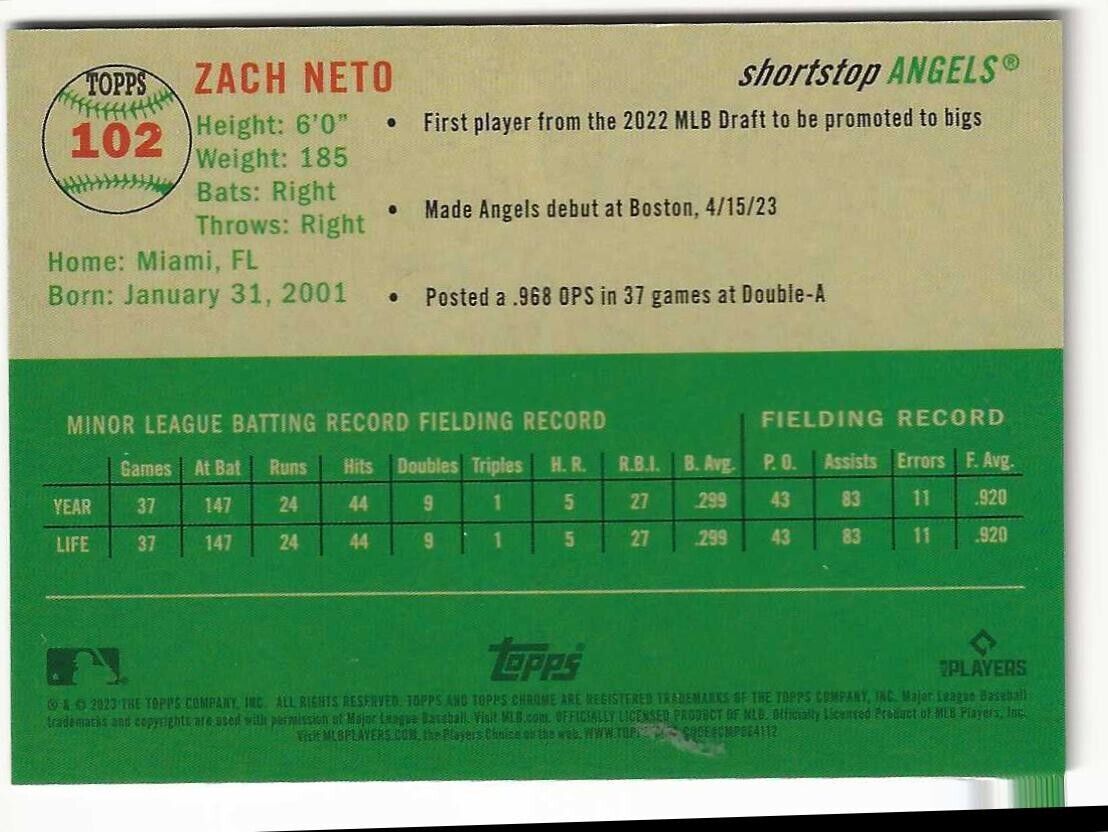 TOPPS
102
ZACH NETO
shortstop ANGELS®
Height: 6'0"
Weight: 185
Bats: Right
Throws: Right
Home: Miami, FL
Born: January 31, 2001
• First player from the 2022 MLB Draft to be promoted to bigs
• Made Angels debut at Boston, 4/15/23
• Posted a .968 OPS in 37 games at Double-A
MINOR LEAGUE BATTING RECORD FIELDING RECORD
FIELDING RECORD
Games At Bat Runs Hits Doubles Triples H. R. R.B.I. B. Avg. P. O. Assists Errors F. Avg.
YEAR 37 147 24 44 9 1 5 27 .299 43 83 11 .920
LIFE 37 147 24 44 9 1 5 27 .299 43 83 11 .920
topps
PLAYERS
® & © 2023 THE TOPPS COMPANY, INC. ALL RIGHTS RESERVED. TOPPS AND TOPPS CHROME ARE REGISTERED TRADEMARKS OF THE TOPPS COMPANY, INC. Major League Baseball
trademarks and copyrights are used with permission of Major League Baseball. Visit MLB.com. OFFICIALLY LICENSED PRODUCT OF MLB. Officially Licensed Product of MLB Players, Inc.
Visit MLBPLAYERS.COM, the Players Choice on the web.